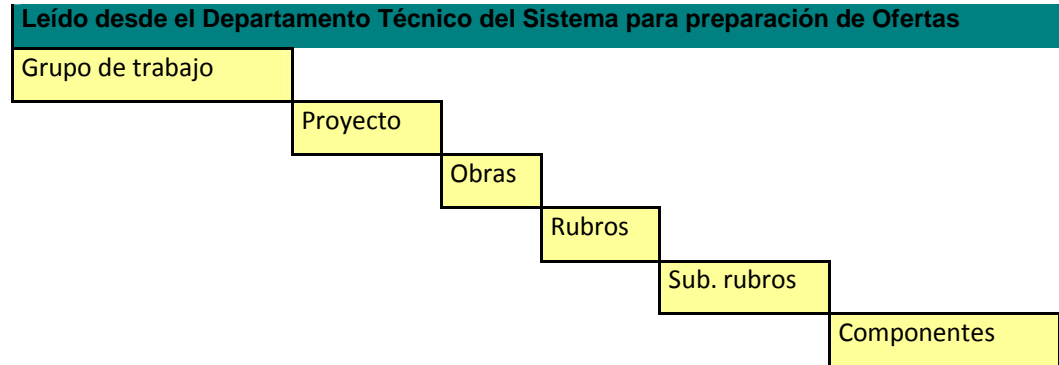 Leído desde el Departamento Técnico del Sistema para preparación de Ofertas
Grupo de trabajo
Proyecto
Obras
Rubros
Sub. rubros
Componentes